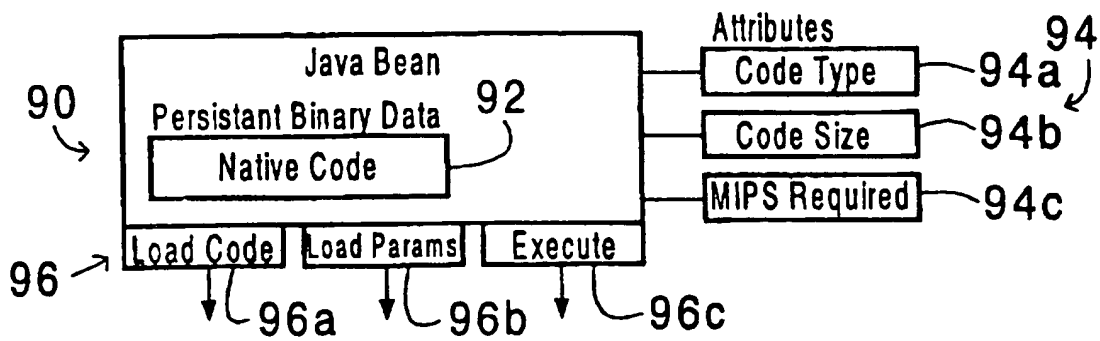 Attributes
94
Java Bean
Code Type
94a
90
Persistant Binary Data
92
Code Size
94b
Native Code
MIPS Required
94c
96
Load Code
Load Params
Execute
96a
96b
96c